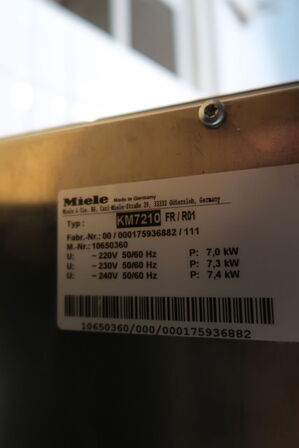 Miele Made in Germany
Miele & Cie. KG, Carl-Miele-Straße 29, 33332 Gütersloh, Germany
Typ : KM7210 FR / R01
Fabr.-Nr.: 00 / 000175936882 / 111
M.-Nr.: 10650360
U: ~220V 50/60 Hz P: 7,0 kW
U: ~230V 50/60 Hz P: 7,3 kW
U: ~240V 50/60 Hz P: 7,4 kW
10650360/000/000175936882